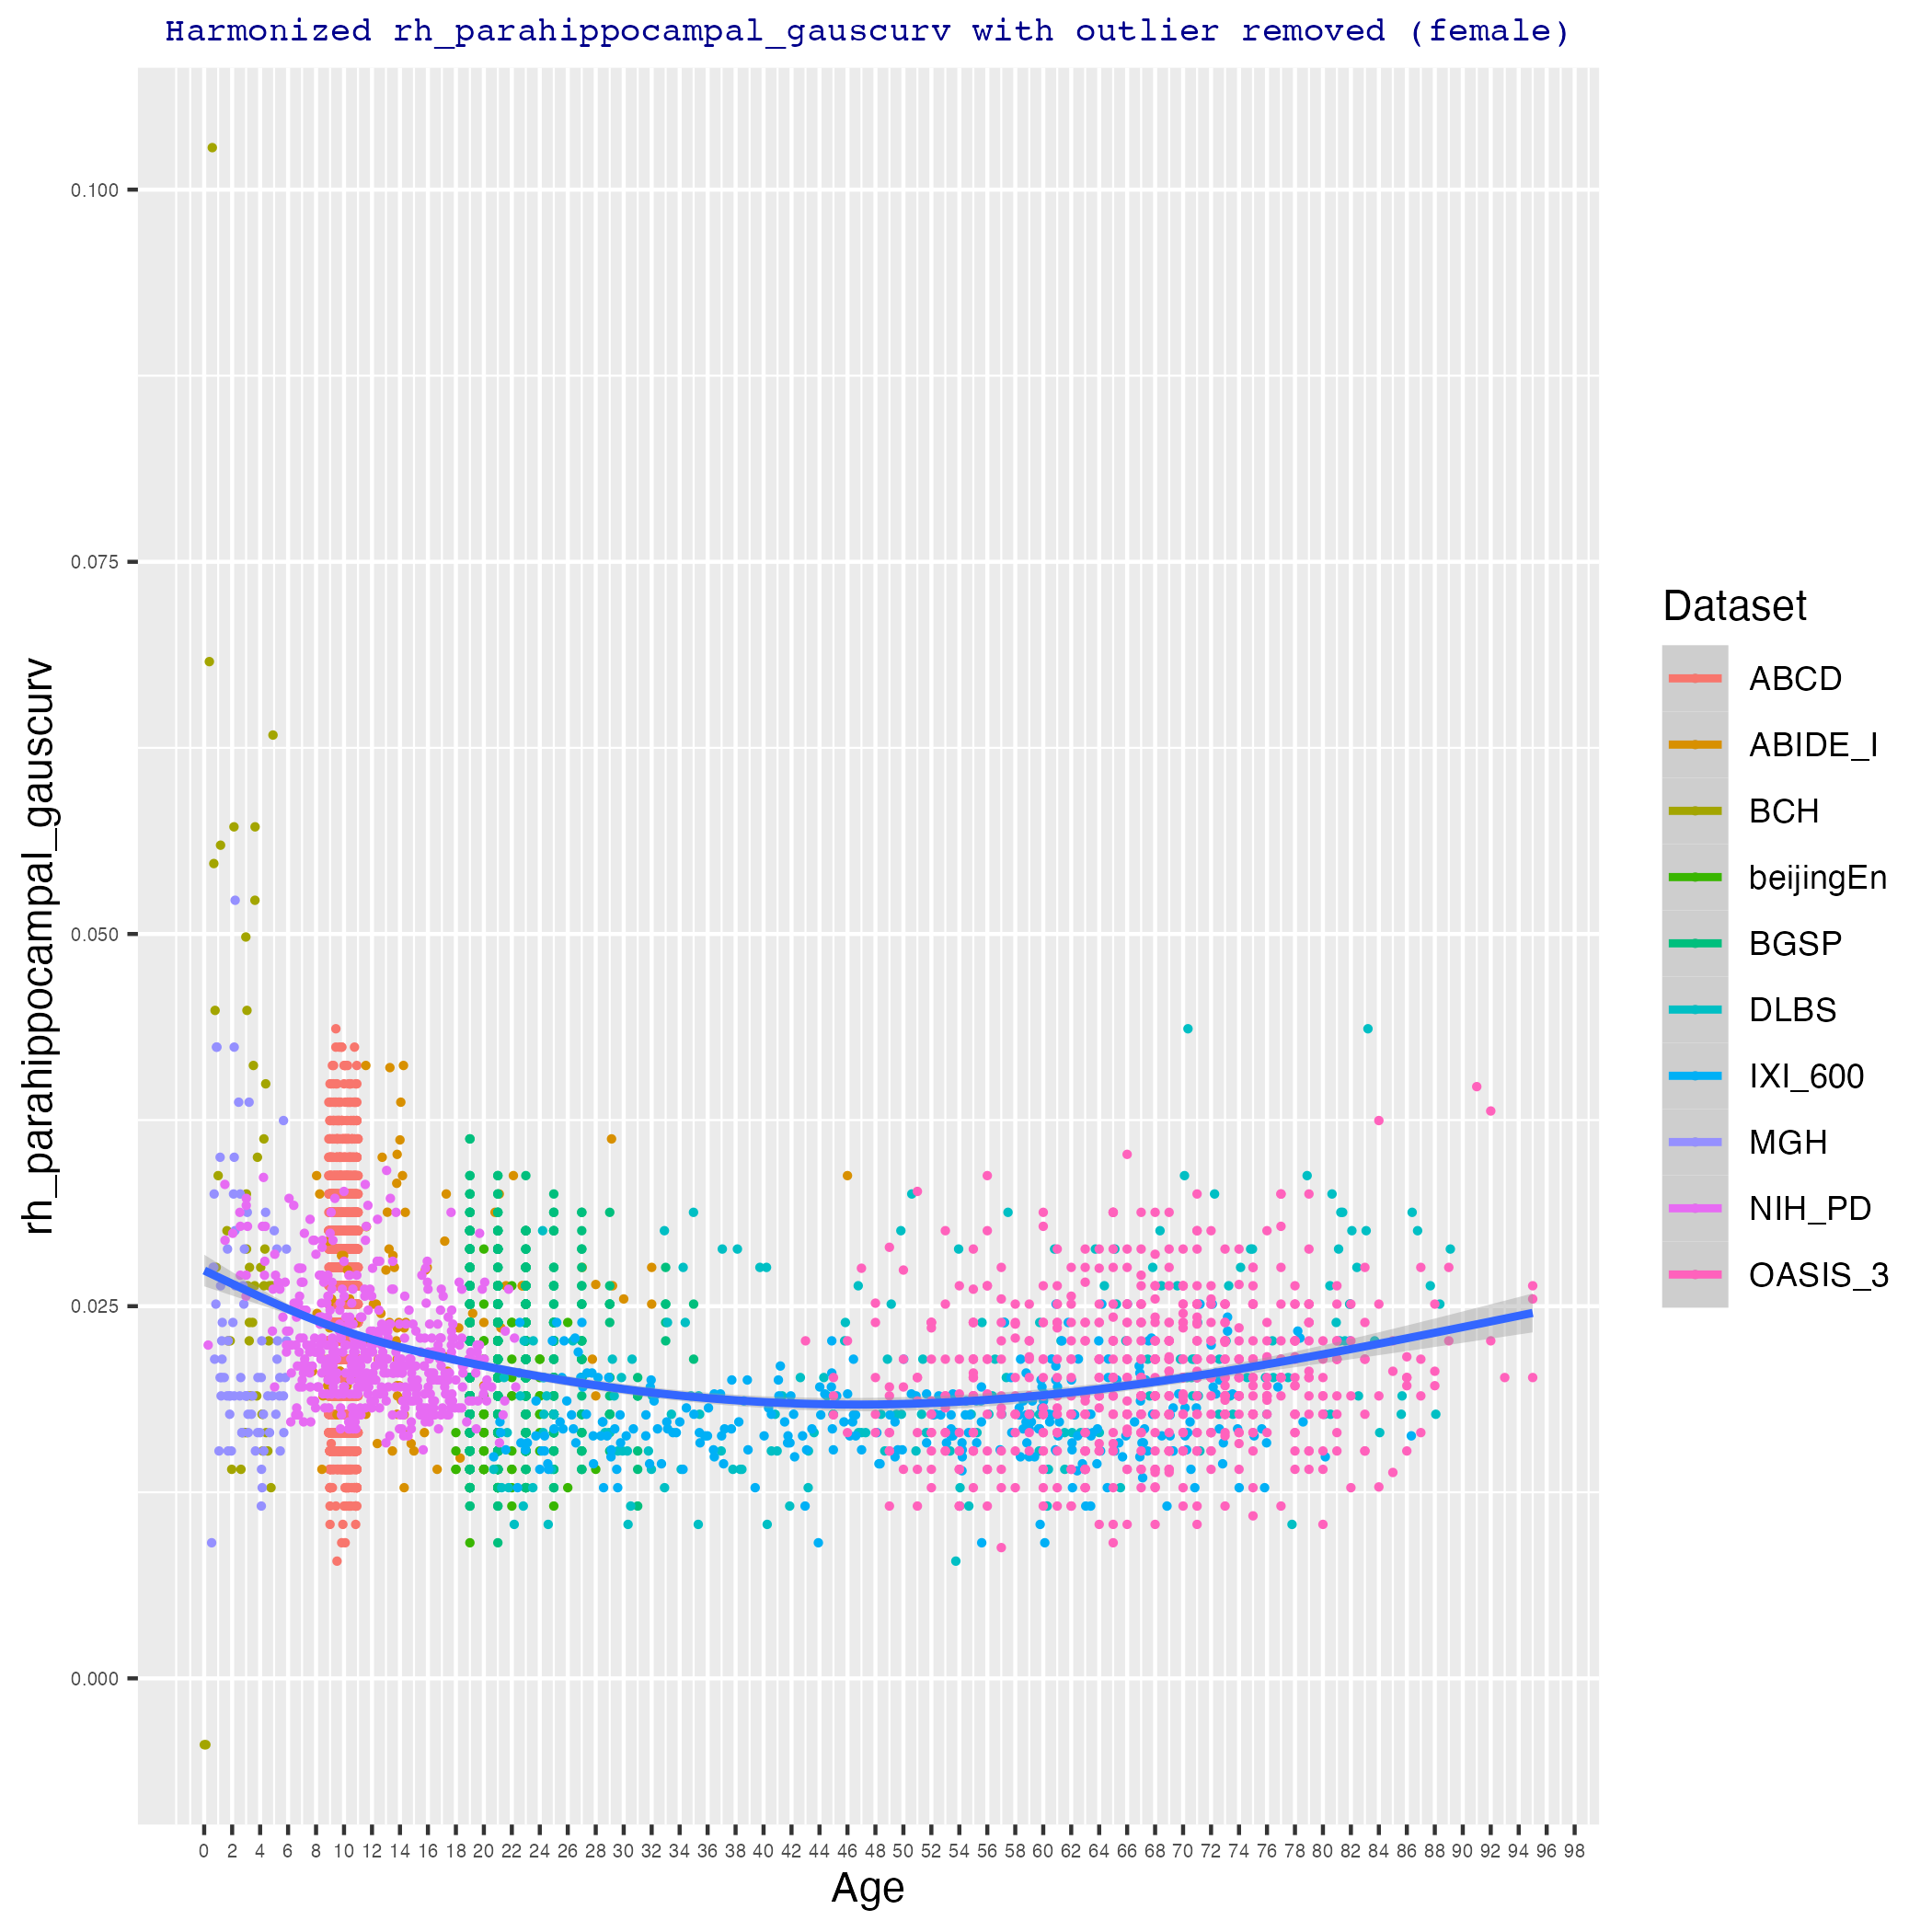 Harmonized rh_parahippocampal_gauscurv with outlier removed (female)
rh_parahippocampal_gauscurv
0.100
0.075
0.050
0.025
0.000
0 2 4 6 8 10 12 14 16 18 20 22 24 26 28 30 32 34 36 38 40 42 44 46 48 50 52 54 56 58 60 62 64 66 68 70 72 74 76 78 80 82 84 86 88 90 92 94 96 98
Age
Dataset
ABCD
ABIDE_I
BCH
beijingEn
BGSP
DLBS
IXI_600
MGH
NIH_PD
OASIS_3